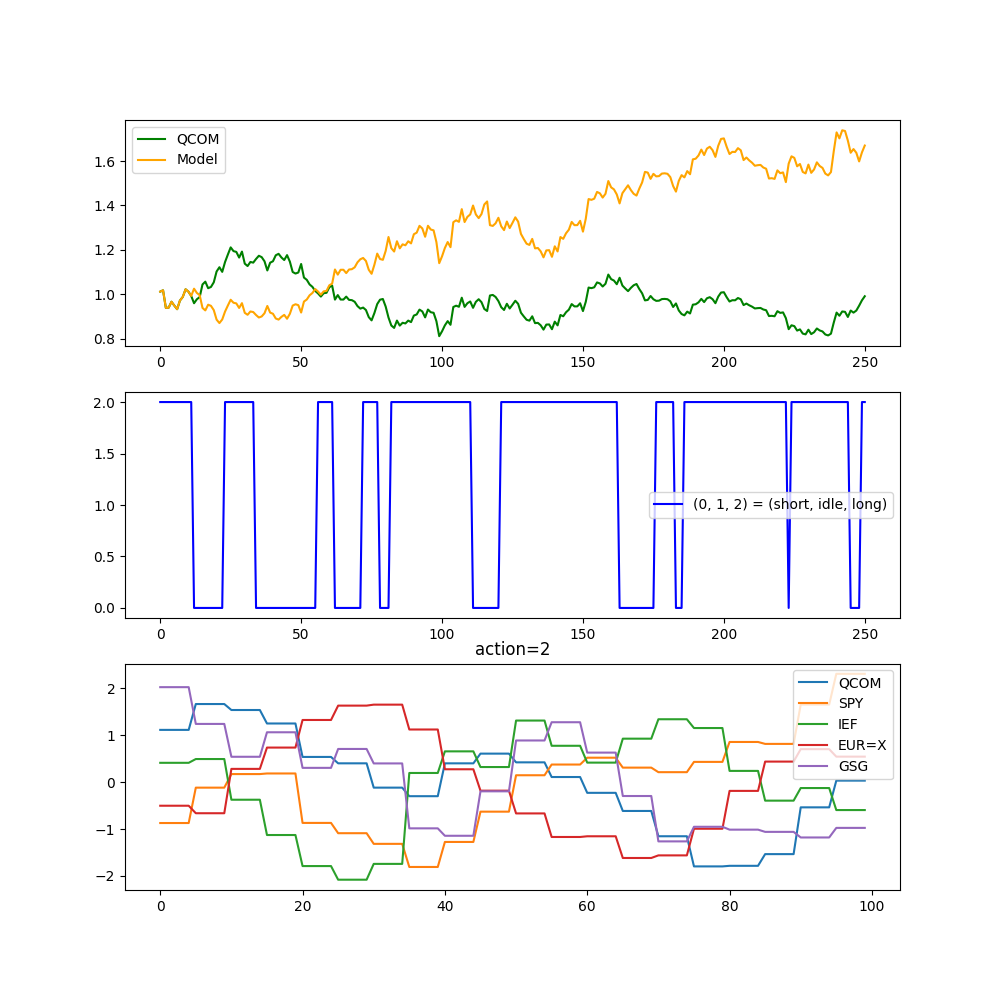 QCOM
Model
1.6
1.4
1.2
1.0
0.8
0 50 100 150 200 250
2.0
1.5
1.0
0.5
0.0
(0, 1, 2) = (short, idle, long)
0 50 100 150 200 250
action=2
2
1
0
−1
−2
QCOM
SPY
IEF
EUR=X
GSG
0 20 40 60 80 100